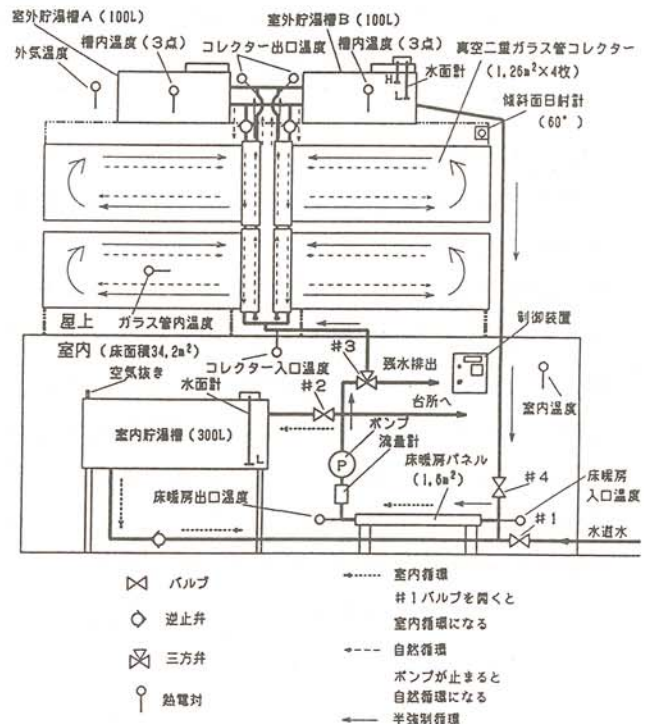 室外貯湯槽A (100L)
室外貯湯槽B (100L)
外気温度
槽内温度(3点)
コレクター出口温度
槽内温度(3点)
真空二重ガラス管コレクター
(1.25m²×4枚)
H
L
水面計
傾斜面日射計
(60°)
屋上
ガラス管内温度
室内(床面積34.2m²)
コレクター入口温度
#3
張水排出
制御装置
空気抜き
水面計
#2
台所へ
室内温度
室内貯湯槽(300L)
L
ポンプ
P
流量計
床暖房パネル
(1.6m²)
#4
床暖房
入口温度
床暖房出口温度
#1
水道水
バルブ
逆止弁
三方弁
熱電対
室内循環
#1バルブを開くと
室内循環になる
自然循環
ポンプが止まると
自然循環になる
半強制循環